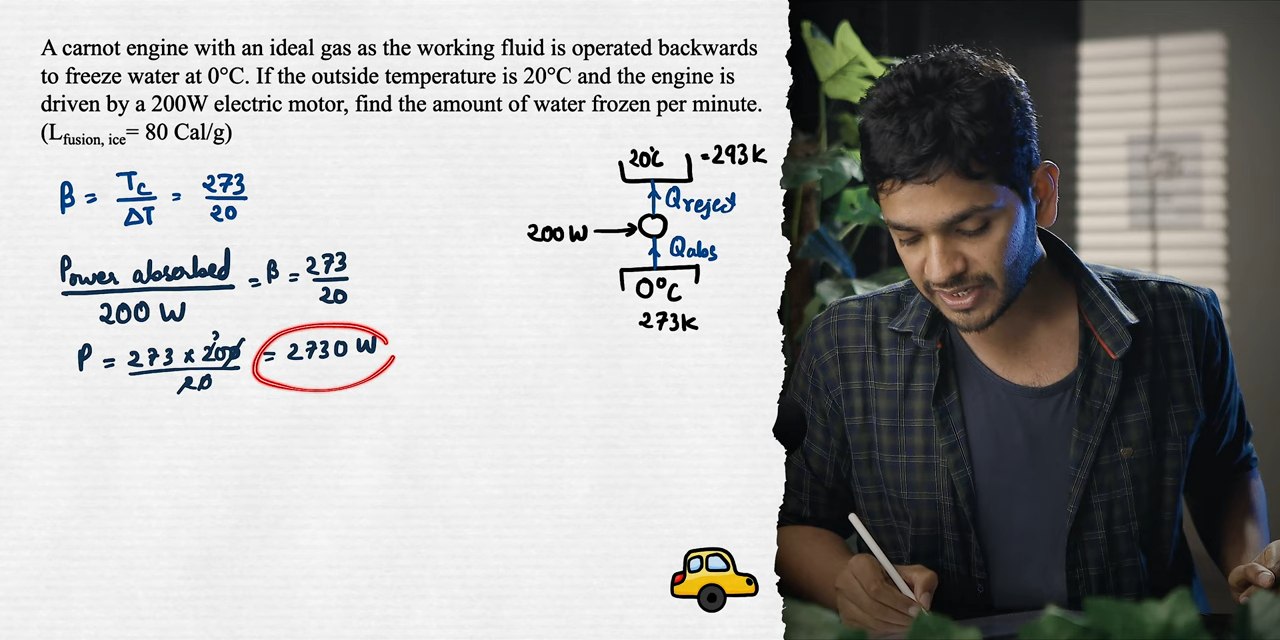 A carnot engine with an ideal gas as the working fluid is operated backwards
to freeze water at 0°C. If the outside temperature is 20°C and the engine is
driven by a 200W electric motor, find the amount of water frozen per minute.
(Lfusion, ice= 80 Cal/g)
β = Tc/ΔT = 273/20
Power absorbed/200 W = β = 273/20
P = 273 x 200/20 = 2730 W
20°C = 293K
Qreject
200W
Qabs
0°C
273K